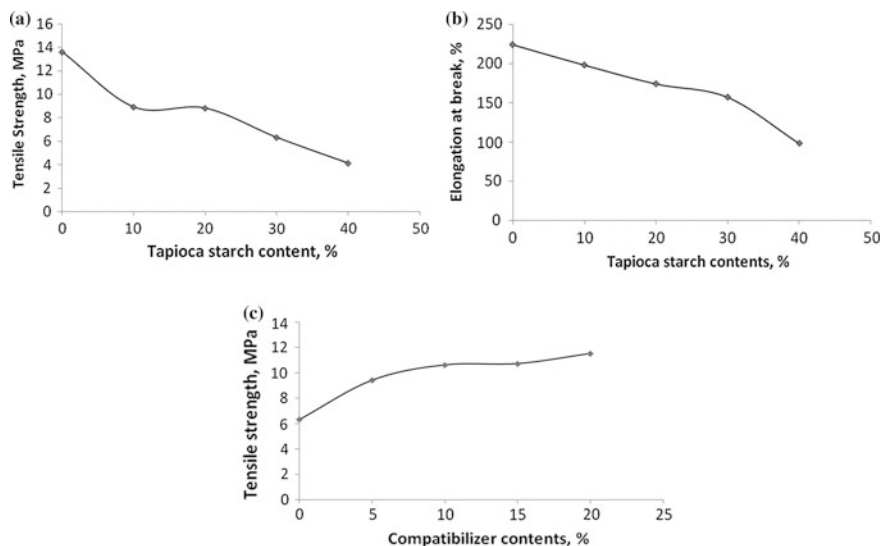 (a)
Tensile Strength, MPa
16
14
12
10
8
6
4
2
0
0 10 20 30 40 50
Tapioca starch content, %
(b)
Elongation at break, %
250
200
150
100
50
0
0 10 20 30 40 50
Tapioca starch contents, %
(c)
Tensile strength, MPa
14
12
10
8
6
4
2
0
0 5 10 15 20 25
Compatibilizer contents, %